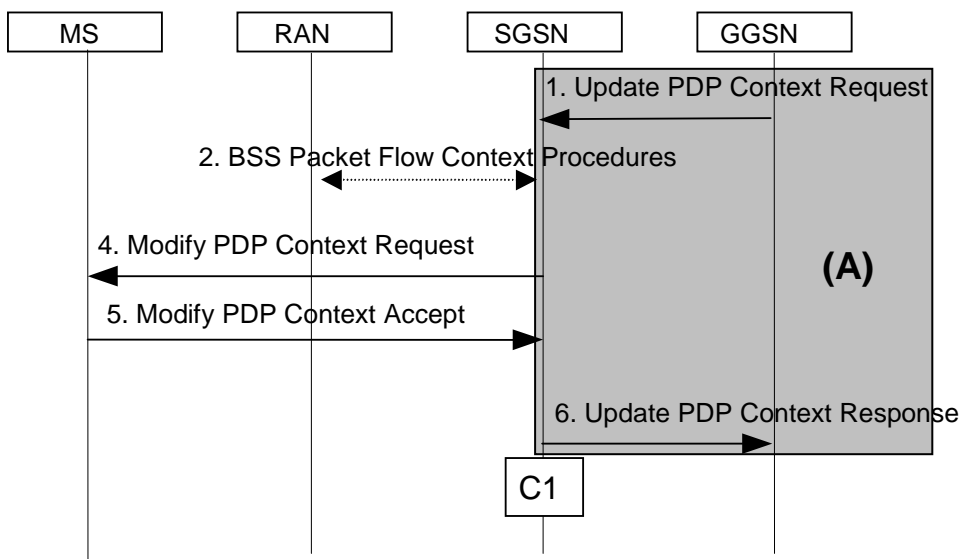 MS RAN SGSN GGSN
1. Update PDP Context Request
2. BSS Packet Flow Context Procedures
4. Modify PDP Context Request
(A)
5. Modify PDP Context Accept
6. Update PDP Context Response
C1